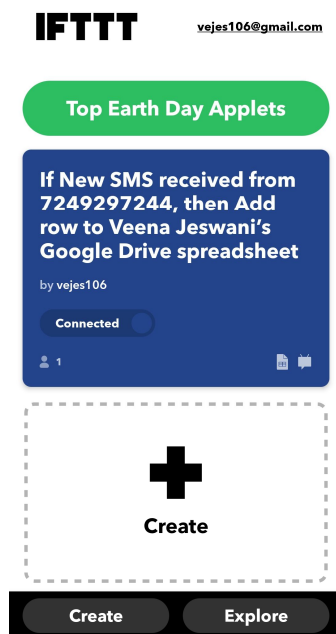 IFTTT
vejes106@gmail.com
Top Earth Day Applets
If New SMS received from
7249297244, then Add
row to Veena Jeswani’s
Google Drive spreadsheet
by vejes106
Connected
1
Create
Create
Explore